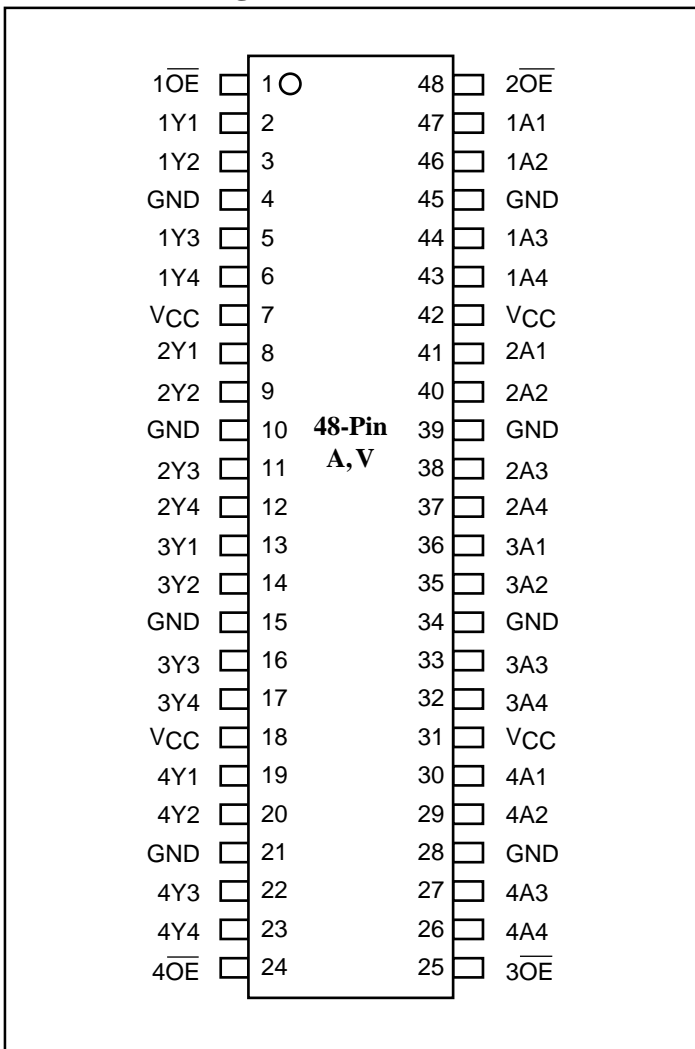 1O̅E̅ 1 48 2O̅E̅
1Y1 2 47 1A1
1Y2 3 46 1A2
GND 4 45 GND
1Y3 5 44 1A3
1Y4 6 43 1A4
VCC 7 42 VCC
2Y1 8 41 2A1
2Y2 9 40 2A2
GND 10 48-Pin 39 GND
A, V
2Y3 11 38 2A3
2Y4 12 37 2A4
3Y1 13 36 3A1
3Y2 14 35 3A2
GND 15 34 GND
3Y3 16 33 3A3
3Y4 17 32 3A4
VCC 18 31 VCC
4Y1 19 30 4A1
4Y2 20 29 4A2
GND 21 28 GND
4Y3 22 27 4A3
4Y4 23 26 4A4
4O̅E̅ 24 25 3O̅E̅